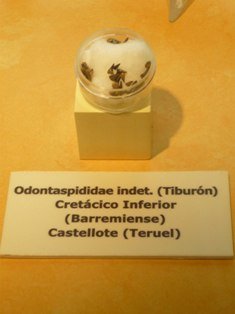 Odontaspididae indet. (Tiburón)
Cretácico Inferior
(Barremiense)
Castellote (Teruel)